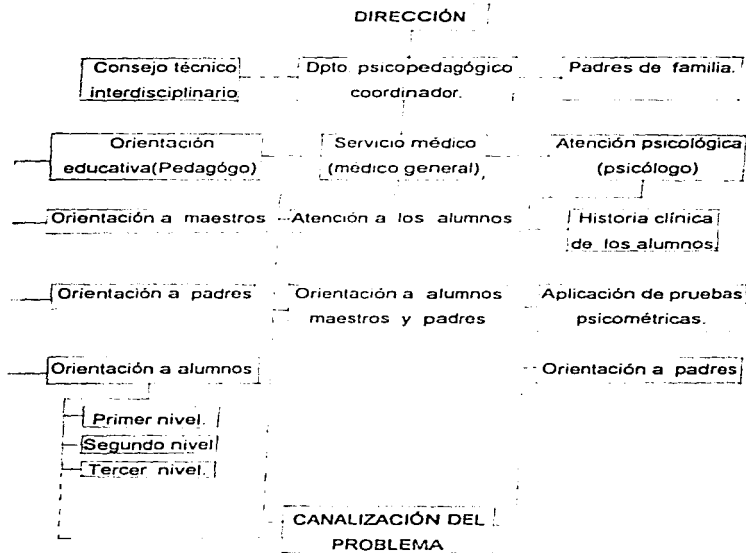 DIRECCIÓN
Consejo técnico
interdisciplinario
Dpto psicopedagógico
coordinador.
Padres de familia.
Orientación
educativa(Pedagógo)
Servicio médico
(médico general)
Atención psicológica
(psicólogo)
Orientación a maestros
Atención a los alumnos
Historia clínica
de los alumnos
Orientación a padres
Orientación a alumnos
maestros y padres
Aplicación de pruebas
psicométricas.
Orientación a alumnos
Orientación a padres
Primer nivel.
Segundo nivel
Tercer nivel.
CANALIZACIÓN DEL
PROBLEMA